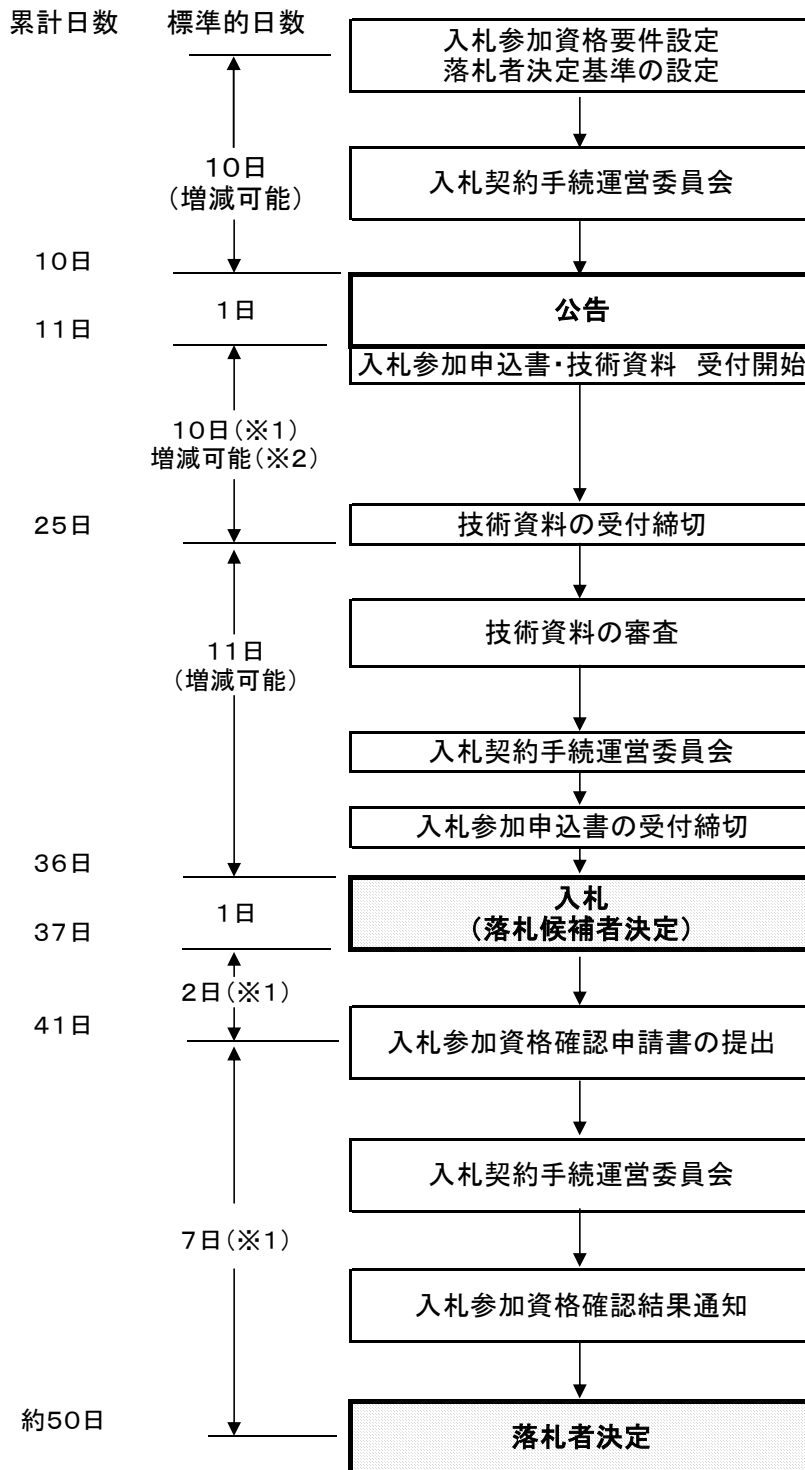 累計日数 標準的日数
入札参加資格要件設定
落札者決定基準の設定
10日
（増減可能）
入札契約手続運営委員会
10日
1日
公告
11日
入札参加申込書・技術資料 受付開始
10日（※1）
増減可能（※2）
25日
技術資料の受付締切
技術資料の審査
11日
（増減可能）
入札契約手続運営委員会
入札参加申込書の受付締切
36日
1日
入札
（落札候補者決定）
37日
2日（※1）
41日
入札参加資格確認申請書の提出
入札契約手続運営委員会
7日（※1）
入札参加資格確認結果通知
約50日
落札者決定